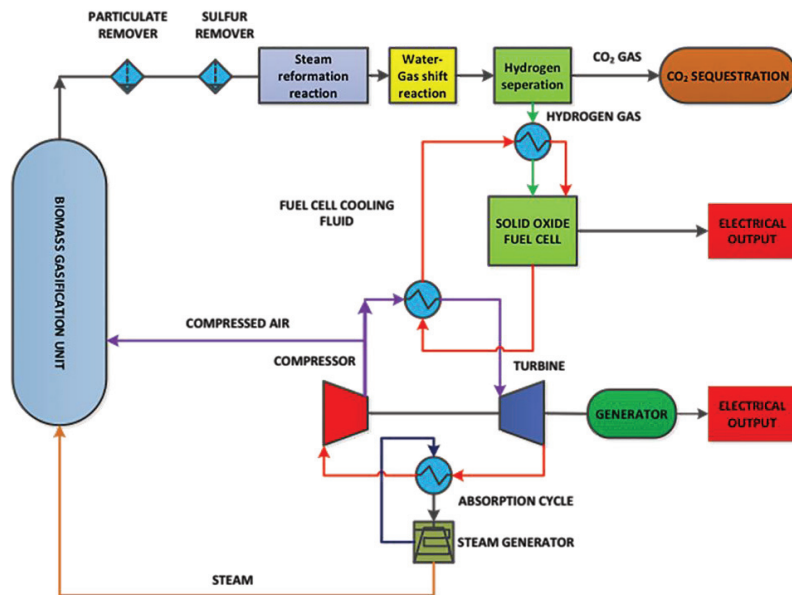 PARTICULATE
REMOVER
SULFUR
REMOVER
Steam
reformation
reaction
Water-
Gas shift
reaction
Hydrogen
seperation
CO₂ GAS
CO₂ SEQUESTRATION
HYDROGEN GAS
BIOMASS GASIFICATION UNIT
FUEL CELL COOLING
FLUID
SOLID OXIDE
FUEL CELL
ELECTRICAL
OUTPUT
COMPRESSED AIR
COMPRESSOR
TURBINE
GENERATOR
ELECTRICAL
OUTPUT
ABSORPTION CYCLE
STEAM GENERATOR
STEAM